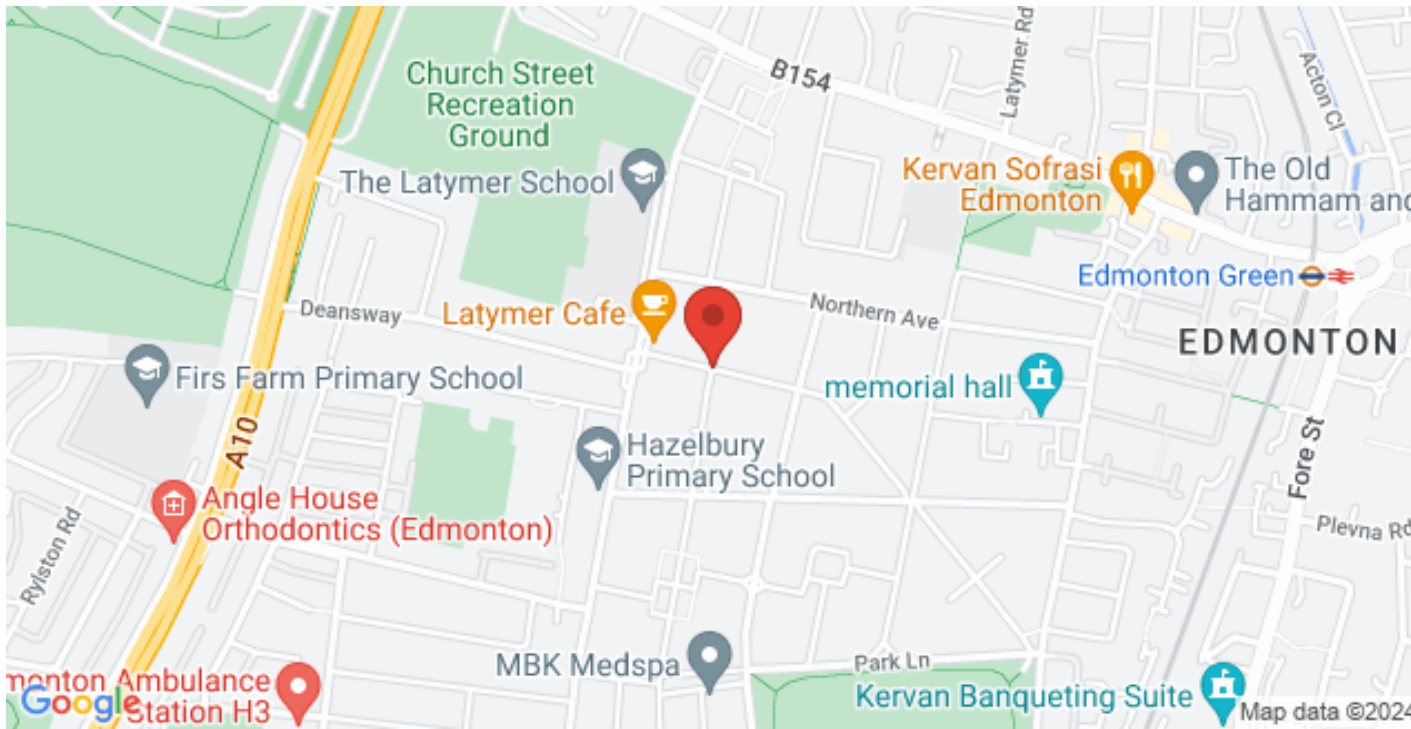 Church Street
Recreation
Ground
B154
Latymer Rd
Acton Cl
The Latymer School
Kervan Sofrasi
Edmonton
The Old
Hammam and
Edmonton Green
Deansway
Latymer Cafe
Northern Ave
EDMONTON
Firs Farm Primary School
memorial hall
A10
Hazelbury
Primary School
Fore St
Angle House
Orthodontics (Edmonton)
Plevna Rd
Rylston Rd
MBK Medspa
Park Ln
monton Ambulance
Station H3
Kervan Banqueting Suite
Google
Map data ©2024